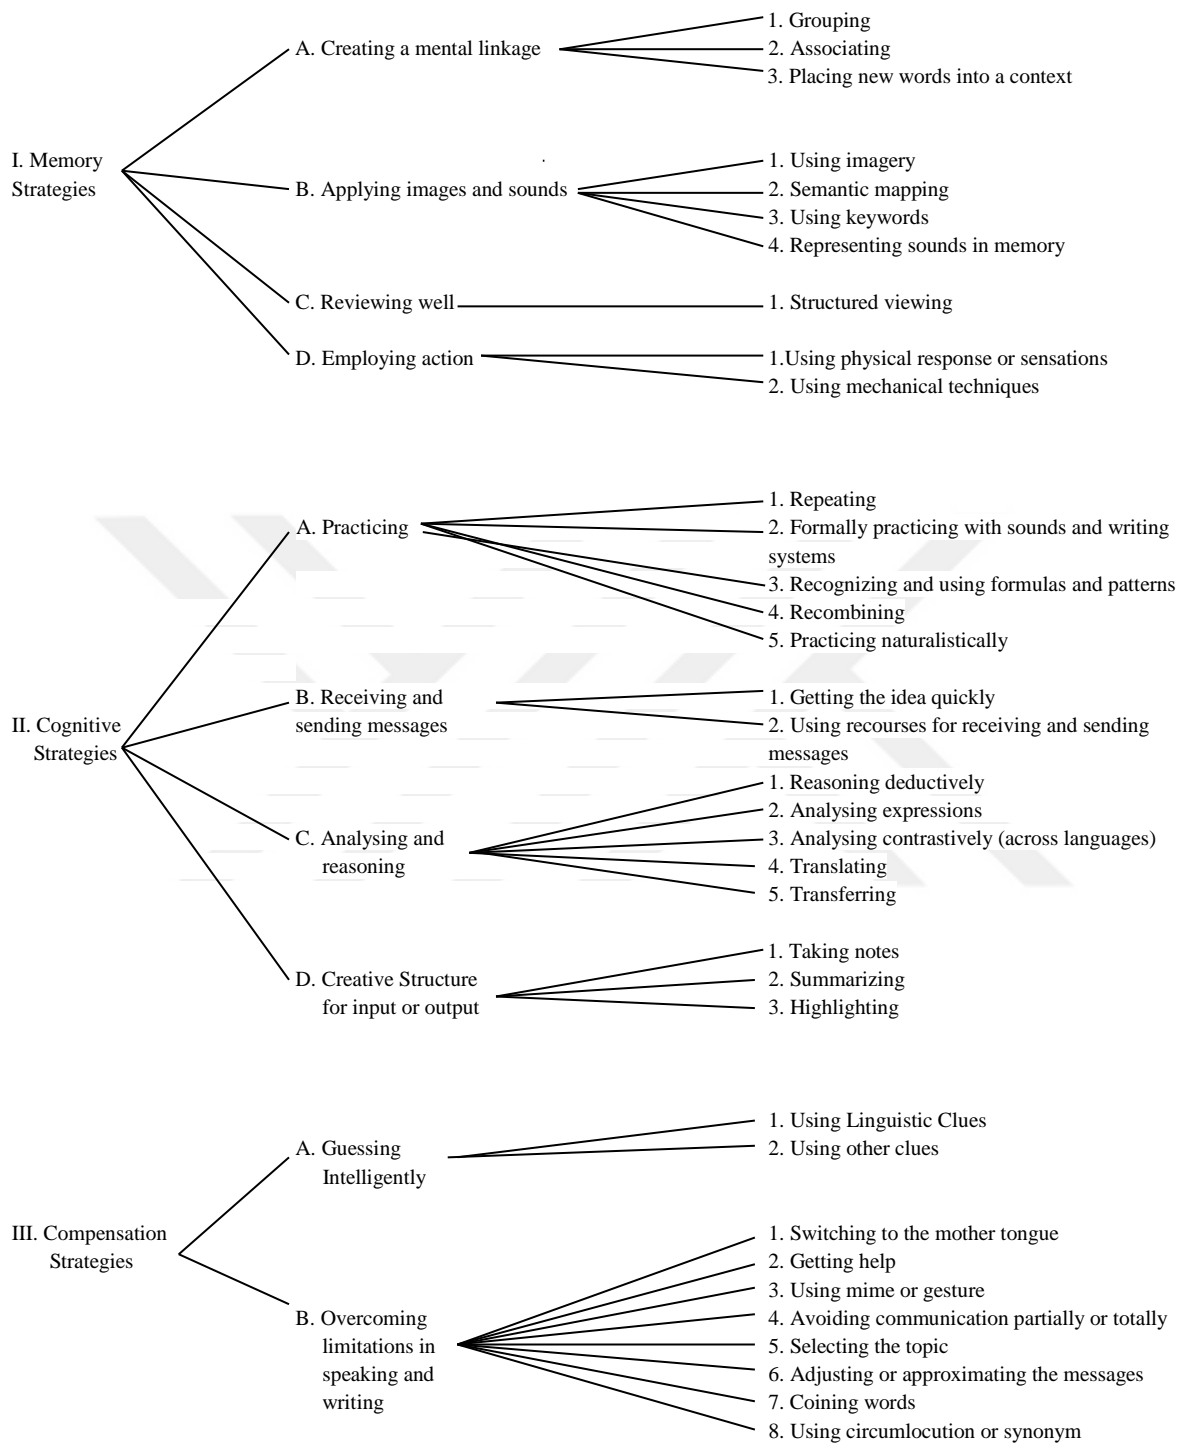 1. Grouping
A. Creating a mental linkage
2. Associating
3. Placing new words into a context
I. Memory
Strategies
1. Using imagery
B. Applying images and sounds
2. Semantic mapping
3. Using keywords
4. Representing sounds in memory
C. Reviewing well
1. Structured viewing
D. Employing action
1.Using physical response or sensations
2. Using mechanical techniques
1. Repeating
A. Practicing
2. Formally practicing with sounds and writing
systems
3. Recognizing and using formulas and patterns
4. Recombining
5. Practicing naturalistically
B. Receiving and
sending messages
1. Getting the idea quickly
2. Using recourses for receiving and sending
messages
II. Cognitive
Strategies
1. Reasoning deductively
2. Analysing expressions
C. Analysing and
reasoning
3. Analysing contrastively (across languages)
4. Translating
5. Transferring
D. Creative Structure
for input or output
1. Taking notes
2. Summarizing
3. Highlighting
1. Using Linguistic Clues
A. Guessing
Intelligently
2. Using other clues
III. Compensation
Strategies
1. Switching to the mother tongue
2. Getting help
3. Using mime or gesture
B. Overcoming
limitations in
speaking and
writing
4. Avoiding communication partially or totally
5. Selecting the topic
6. Adjusting or approximating the messages
7. Coining words
8. Using circumlocution or synonym